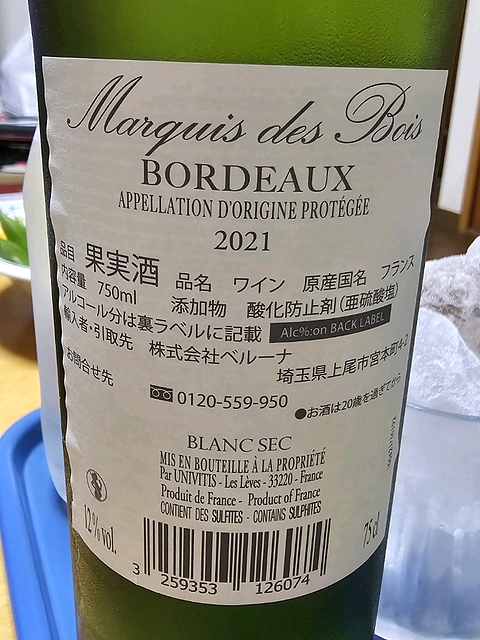 Marquis des Bois
BORDEAUX
APPELLATION D'ORIGINE PROTÉGÉE
2021
品目 果実酒 品名 ワイン 原産国名 フランス
内容量 750ml 添加物 酸化防止剤(亜硫酸塩)
アルコール分は裏ラベルに記載 Alc%:on BACK LABEL
輸入者・引取先 株式会社ベルーナ
埼玉県上尾市宮本町4-2
お問合せ先 0120-559-950 ●お酒は20歳を過ぎてから
BLANC SEC
MIS EN BOUTEILLE À LA PROPRIÉTÉ
Par UNIVITIS - Les Lèves - 33220 - France
Produit de France - Product of France
CONTIENT DES SULFITES - CONTAINS SULPHITES
12% vol.
75 cl
3 259353 126074